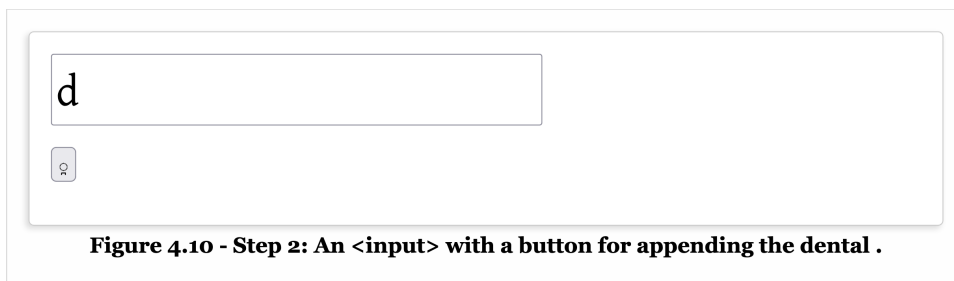 d
◌̪
Figure 4.10 - Step 2: An <input> with a button for appending the dental .